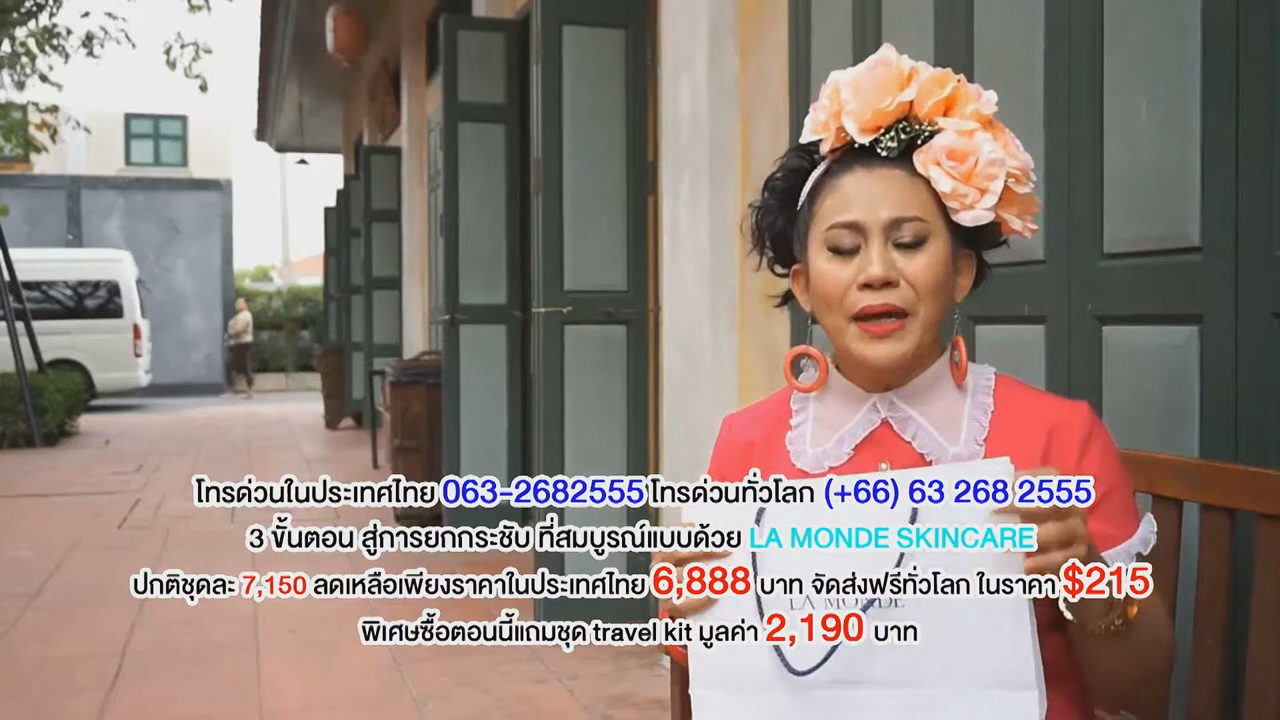 โทรด่วนในประเทศไทย 063-2682555 โทรด่วนทั่วโลก (+66) 63 268 2555
3 ขั้นตอน สู่การยกกระชับ ที่สมบูรณ์แบบด้วย LA MONDE SKINCARE
ปกติชุดละ 7,150 ลดเหลือเพียงราคาในประเทศไทย 6,888 บาท จัดส่งฟรีทั่วโลก ในราคา $215
LA MONDE
พิเศษซื้อตอนนี้แถมชุด travel kit มูลค่า 2,190 บาท